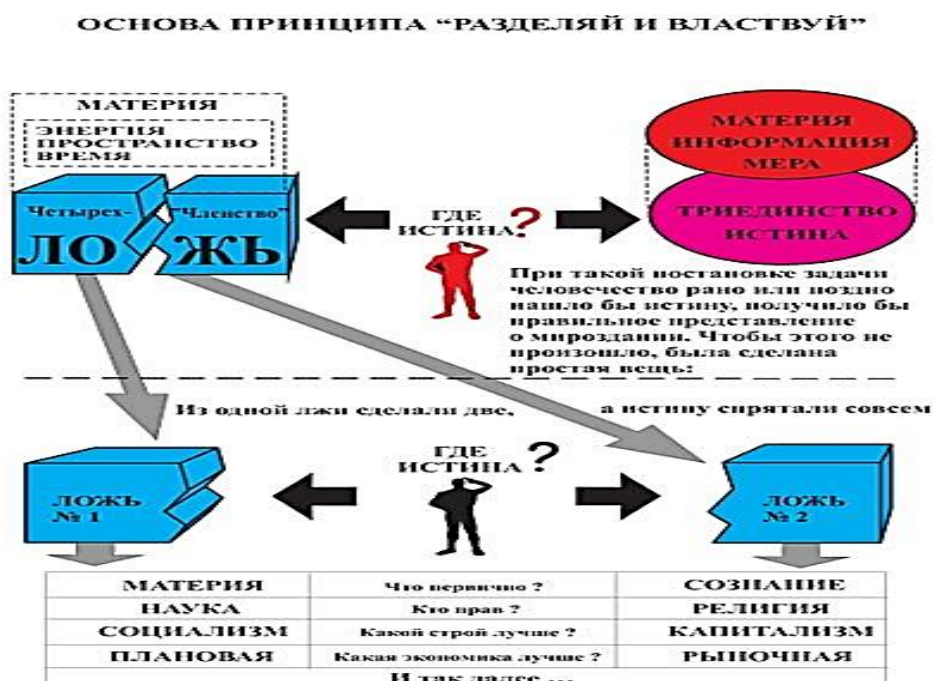 ОСНОВА ПРИНЦИПА “РАЗДЕЛЯЙ И ВЛАСТВУЙ”
МАТЕРИЯ
ЭНЕРГИЯ
ПРОСТРАНСТВО
ВРЕМЯ
Четырех-
"Членство"
ЛО
ЖЬ
ГДЕ
ИСТИНА?
МАТЕРИЯ
ИНФОРМАЦИЯ
МЕРА
ТРИЕДИНСТВО
ИСТИНА
При такой постановке задачи
человечество рано или поздно
нашло бы истину, получило бы
правильное представление
о мироздании. Чтобы этого не
произошло, была сделана
простая вещь:
Из одной лжи сделали две, а истину спрятали совсем
ГДЕ
ИСТИНА?
ЛОЖЬ
№ 1
ЛОЖЬ
№ 2
МАТЕРИЯ Что первично ? СОЗНАНИЕ
НАУКА Кто прав ? РЕЛИГИЯ
СОЦИАЛИЗМ Какой строй лучше ? КАПИТАЛИЗМ
ПЛАНОВАЯ Какая экономика лучше ? РЫНОЧНАЯ
И так далее ...